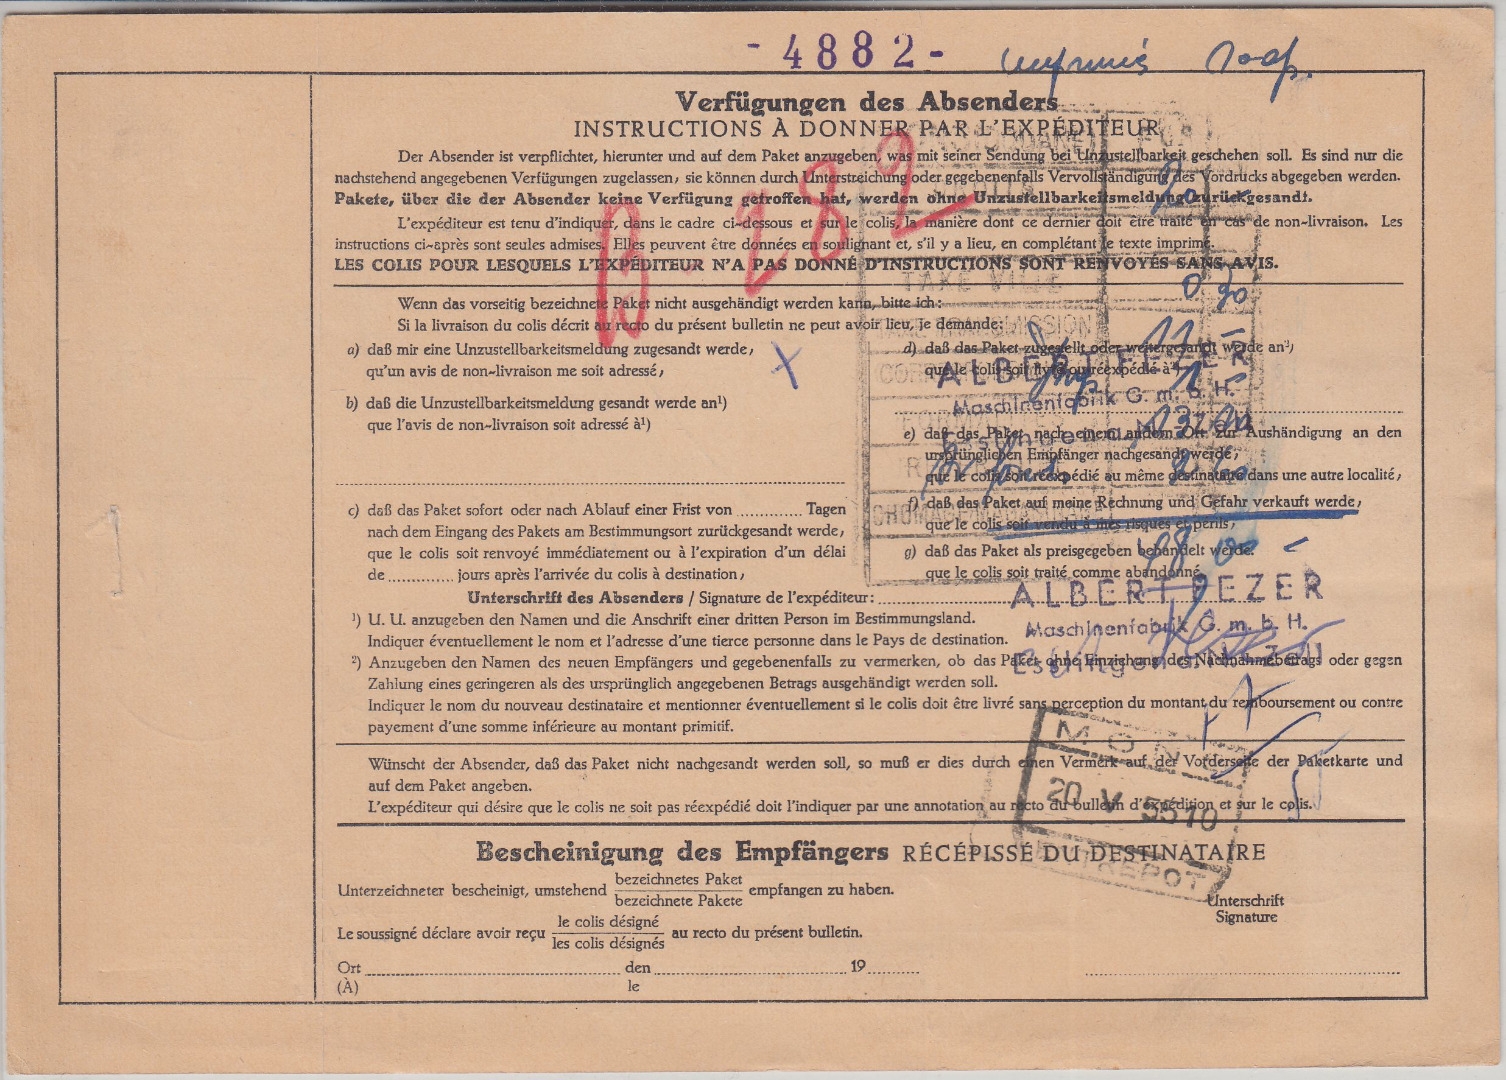 -4882-
Verfügungen des Absenders
INSTRUCTIONS À DONNER PAR L'EXPÉDITEUR
Der Absender ist verpflichtet, hierunter und auf dem Paket anzugeben, was mit seiner Sendung bei Unzustellbarkeit geschehen soll. Es sind nur die
nachstehend angegebenen Verfügungen zugelassen, sie können durch Unterstreichung oder gegebenenfalls Vervollständigung des Vordrucks abgegeben werden.
Pakete, über die der Absender keine Verfügung getroffen hat, werden ohne Unzustellbarkeitsmeldung zurückgesandt.
L'expéditeur est tenu d'indiquer, dans le cadre ci-dessous et sur le colis, la manière dont ce dernier doit être traité en cas de non-livraison. Les
instructions ci-après sont seules admises. Elles peuvent être données en soulignant et, s'il y a lieu, en complétant le texte imprimé.
LES COLIS POUR LESQUELS L'EXPÉDITEUR N'A PAS DONNÉ D'INSTRUCTIONS SONT RENVOYÉS SANS AVIS.
B-282
TAXE VILLE
0 90
Wenn das vorseitig bezeichnete Paket nicht ausgehändigt werden kann, bitte ich:
Si la livraison du colis décrit au recto du présent bulletin ne peut avoir lieu, je demande:
a) daß mir eine Unzustellbarkeitsmeldung zugesandt werde,
qu'un avis de non-livraison me soit adressé,
X
b) daß die Unzustellbarkeitsmeldung gesandt werde an¹)
que l'avis de non-livraison soit adressé à¹)
c) daß das Paket sofort oder nach Ablauf einer Frist von ............ Tagen
nach dem Eingang des Pakets am Bestimmungsort zurückgesandt werde,
que le colis soit renvoyé immédiatement ou à l'expiration d'un délai
de ............ jours après l'arrivée du colis à destination,
d) daß das Paket zugestellt oder weitergesandt werde an²)
que le colis soit livré ou réexpédié à²)
ALBERT FEZER
Maschinenfabrik G. m. b. H.
Esslingen a. N. - Zell
e) daß das Paket nach einem andern Ort zur Aushändigung an den
ursprünglichen Empfänger nachgesandt werde,
que le colis soit réexpédié au même destinataire dans une autre localité,
f) daß das Paket auf meine Rechnung und Gefahr verkauft werde,
que le colis soit vendu à mes risques et périls,
g) daß das Paket als preisgegeben behandelt werde.
que le colis soit traité comme abandonné.
Unterschrift des Absenders / Signature de l'expéditeur:
ALBERT FEZER
Maschinenfabrik G. m. b. H.
Esslingen a. N. - Zell
¹) U. U. anzugeben den Namen und die Anschrift einer dritten Person im Bestimmungsland.
Indiquer éventuellement le nom et l'adresse d'une tierce personne dans le Pays de destination.
²) Anzugeben den Namen des neuen Empfängers und gegebenenfalls zu vermerken, ob das Paket ohne Einziehung des Nachnahmebetrags oder gegen
Zahlung eines geringeren als des ursprünglich angegebenen Betrags ausgehändigt werden soll.
Indiquer le nom du nouveau destinataire et mentionner éventuellement si le colis doit être livré sans perception du montant du remboursement ou contre
payement d'une somme inférieure au montant primitif.
MONS
20 V 55 10
ENTREPOT
Wünscht der Absender, daß das Paket nicht nachgesandt werden soll, so muß er dies durch einen Vermerk auf der Vorderseite der Paketkarte und
auf dem Paket angeben.
L'expéditeur qui désire que le colis ne soit pas réexpédié doit l'indiquer par une annotation au recto du bulletin d'expédition et sur le colis.
Bescheinigung des Empfängers RÉCÉPISSÉ DU DESTINATAIRE
Unterzeichneter bescheinigt, umstehend bezeichnetes Paket
bezeichnete Pakete empfangen zu haben.
Unterschrift
Signature
Le soussigné déclare avoir reçu le colis désigné
les colis désignés au recto du présent bulletin.
Ort den 19
(À) le